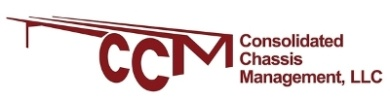 CCM
Consolidated
Chassis
Management, LLC